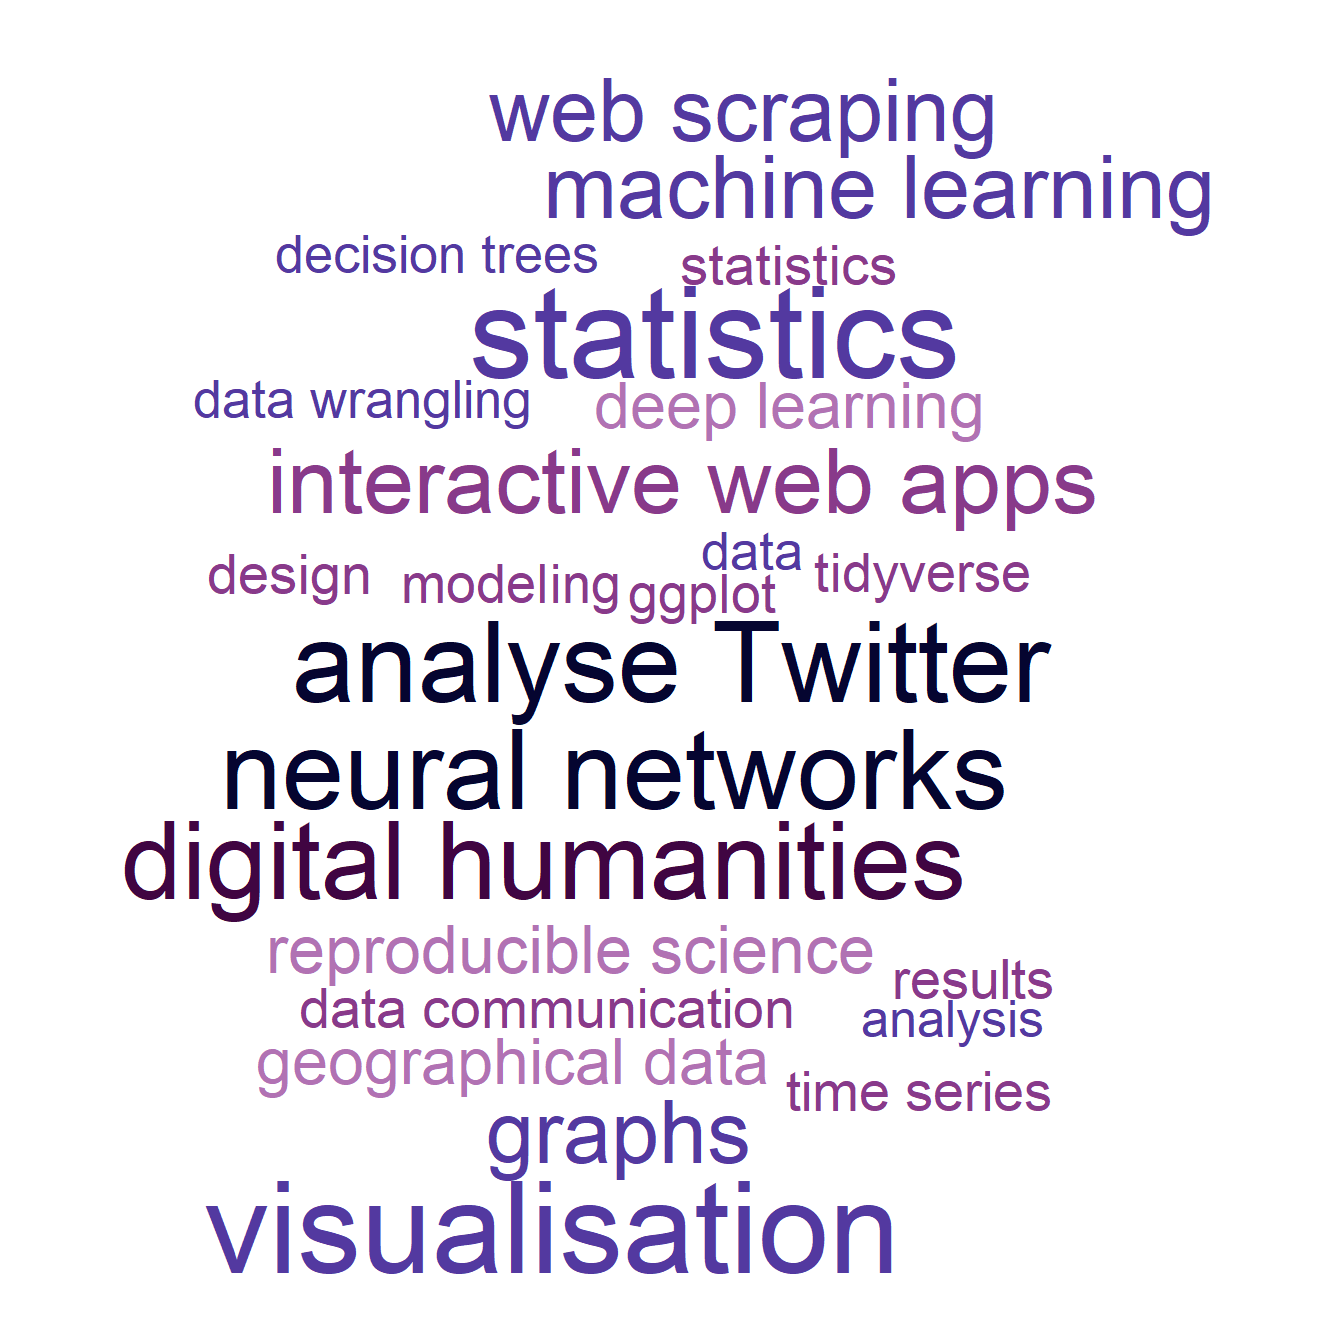 web scraping
machine learning
decision trees
statistics
statistics
data wrangling
deep learning
interactive web apps
data
design
modeling
ggplot
tidyverse
analyse Twitter
neural networks
digital humanities
reproducible science
results
data communication
analysis
geographical data
time series
graphs
visualisation